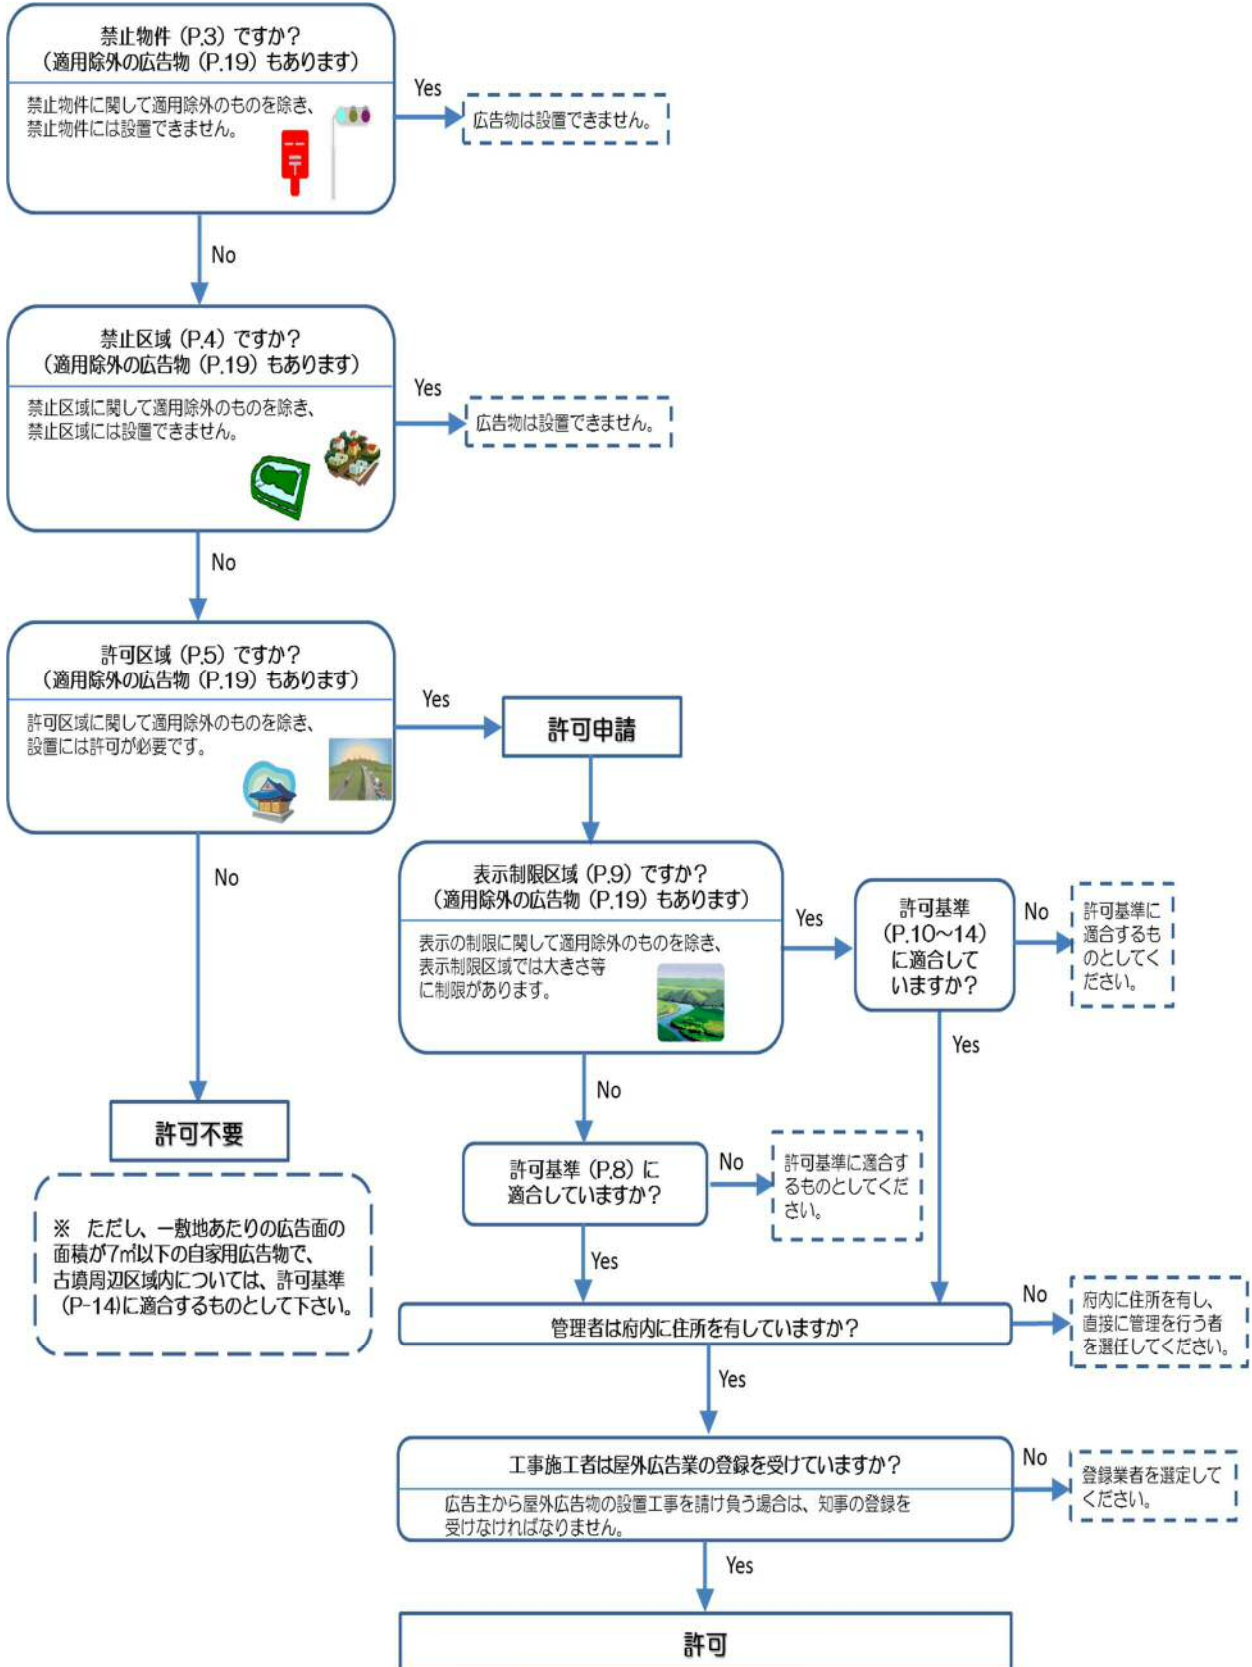 禁止物件（P.3）ですか？
（適用除外の広告物（P.19）もあります）
禁止物件に関して適用除外のものを除き、
禁止物件には設置できません。
Yes
広告物は設置できません。
No
禁止区域（P.4）ですか？
（適用除外の広告物（P.19）もあります）
禁止区域に関して適用除外のものを除き、
禁止区域には設置できません。
Yes
広告物は設置できません。
No
許可区域（P.5）ですか？
（適用除外の広告物（P.19）もあります）
許可区域に関して適用除外のものを除き、
設置には許可が必要です。
Yes
許可申請
No
許可不要
※　ただし、一敷地あたりの広告面の
面積が7㎡以下の自家用広告物で、
古墳周辺区域内については、許可基準
（P-14)に適合するものとして下さい。
表示制限区域（P.9）ですか？
（適用除外の広告物（P.19）もあります）
表示の制限に関して適用除外のものを除き、
表示制限区域では大きさ等
に制限があります。
Yes
許可基準
（P.10～14）
に適合して
いますか？
No
許可基準に
適合するも
のとしてく
ださい。
Yes
No
許可基準（P.8）に
適合していますか？
No
許可基準に適合す
るものとしてくだ
さい。
Yes
管理者は府内に住所を有していますか？
No
府内に住所を有し、
直接に管理を行う者
を選任してください。
Yes
工事施工者は屋外広告業の登録を受けていますか？
広告主から屋外広告物の設置工事を請け負う場合は、知事の登録を
受けなければなりません。
No
登録業者を選定して
ください。
Yes
許可